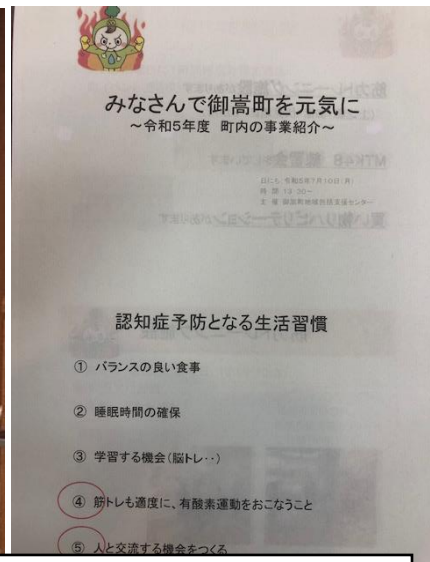 みなさんで御嵩町を元気に
～令和5年度 町内の事業紹介～
認知症予防となる生活習慣
① バランスの良い食事
② 睡眠時間の確保
③ 学習する機会(脳トレ・・)
④ 筋トレも適度に、有酸素運動をおこなうこと
⑤ 人と交流する機会をつくる